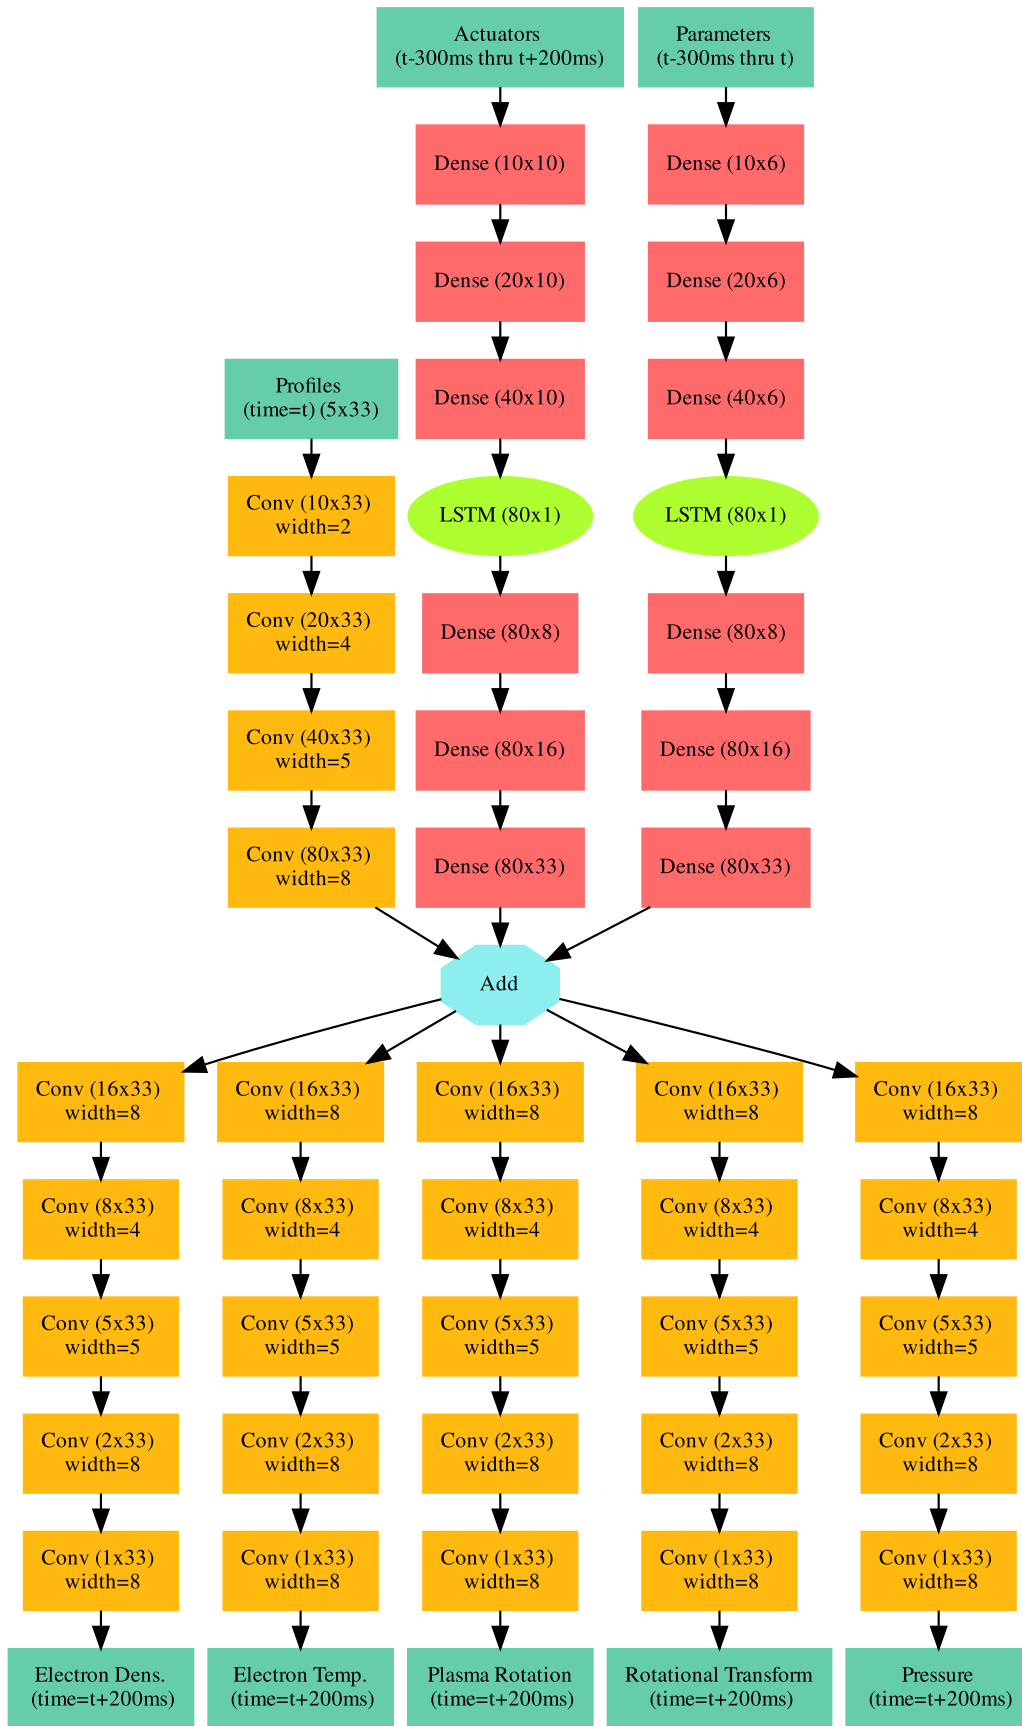 Actuators
(t-300ms thru t+200ms)
Parameters
(t-300ms thru t)
Dense (10x10)
Dense (10x6)
Dense (20x10)
Dense (20x6)
Profiles
(time=t) (5x33)
Dense (40x10)
Dense (40x6)
Conv (10x33)
width=2
LSTM (80x1)
LSTM (80x1)
Conv (20x33)
width=4
Dense (80x8)
Dense (80x8)
Conv (40x33)
width=5
Dense (80x16)
Dense (80x16)
Conv (80x33)
width=8
Dense (80x33)
Dense (80x33)
Add
Conv (16x33)
width=8
Conv (16x33)
width=8
Conv (16x33)
width=8
Conv (16x33)
width=8
Conv (16x33)
width=8
Conv (8x33)
width=4
Conv (8x33)
width=4
Conv (8x33)
width=4
Conv (8x33)
width=4
Conv (8x33)
width=4
Conv (5x33)
width=5
Conv (5x33)
width=5
Conv (5x33)
width=5
Conv (5x33)
width=5
Conv (5x33)
width=5
Conv (2x33)
width=8
Conv (2x33)
width=8
Conv (2x33)
width=8
Conv (2x33)
width=8
Conv (2x33)
width=8
Conv (1x33)
width=8
Conv (1x33)
width=8
Conv (1x33)
width=8
Conv (1x33)
width=8
Conv (1x33)
width=8
Electron Dens.
(time=t+200ms)
Electron Temp.
(time=t+200ms)
Plasma Rotation
(time=t+200ms)
Rotational Transform
(time=t+200ms)
Pressure
(time=t+200ms)